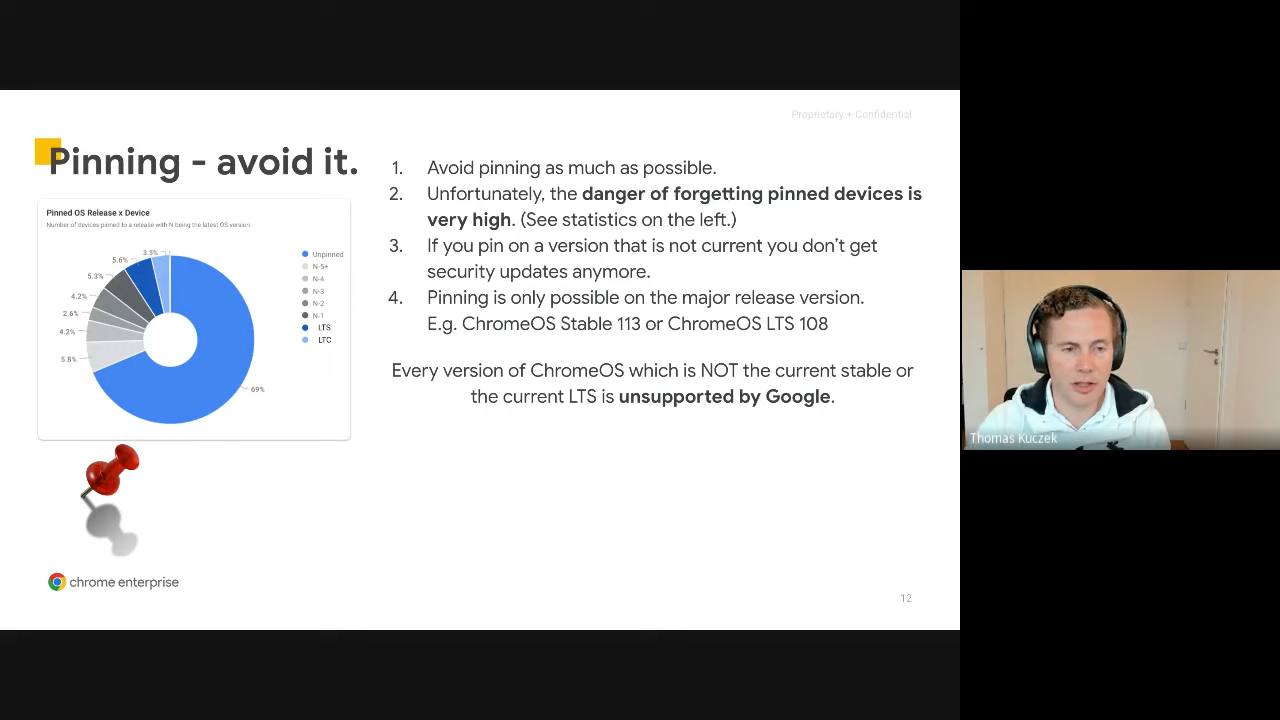 Proprietary + Confidential
Pinning - avoid it.
Pinned OS Release x Device
Number of devices pinned to a release with N being the latest OS version.
3.5%
5.6%
5.3%
4.2%
2.6%
4.2%
5.8%
69%
Unpinned
N-5+
N-4
N-3
N-2
N-1
LTS
LTC
1. Avoid pinning as much as possible.
2. Unfortunately, the danger of forgetting pinned devices is
very high. (See statistics on the left.)
3. If you pin on a version that is not current you don't get
security updates anymore.
4. Pinning is only possible on the major release version.
E.g. ChromeOS Stable 113 or ChromeOS LTS 108
Every version of ChromeOS which is NOT the current stable or
the current LTS is unsupported by Google.
chrome enterprise
12
Thomas Kuczek